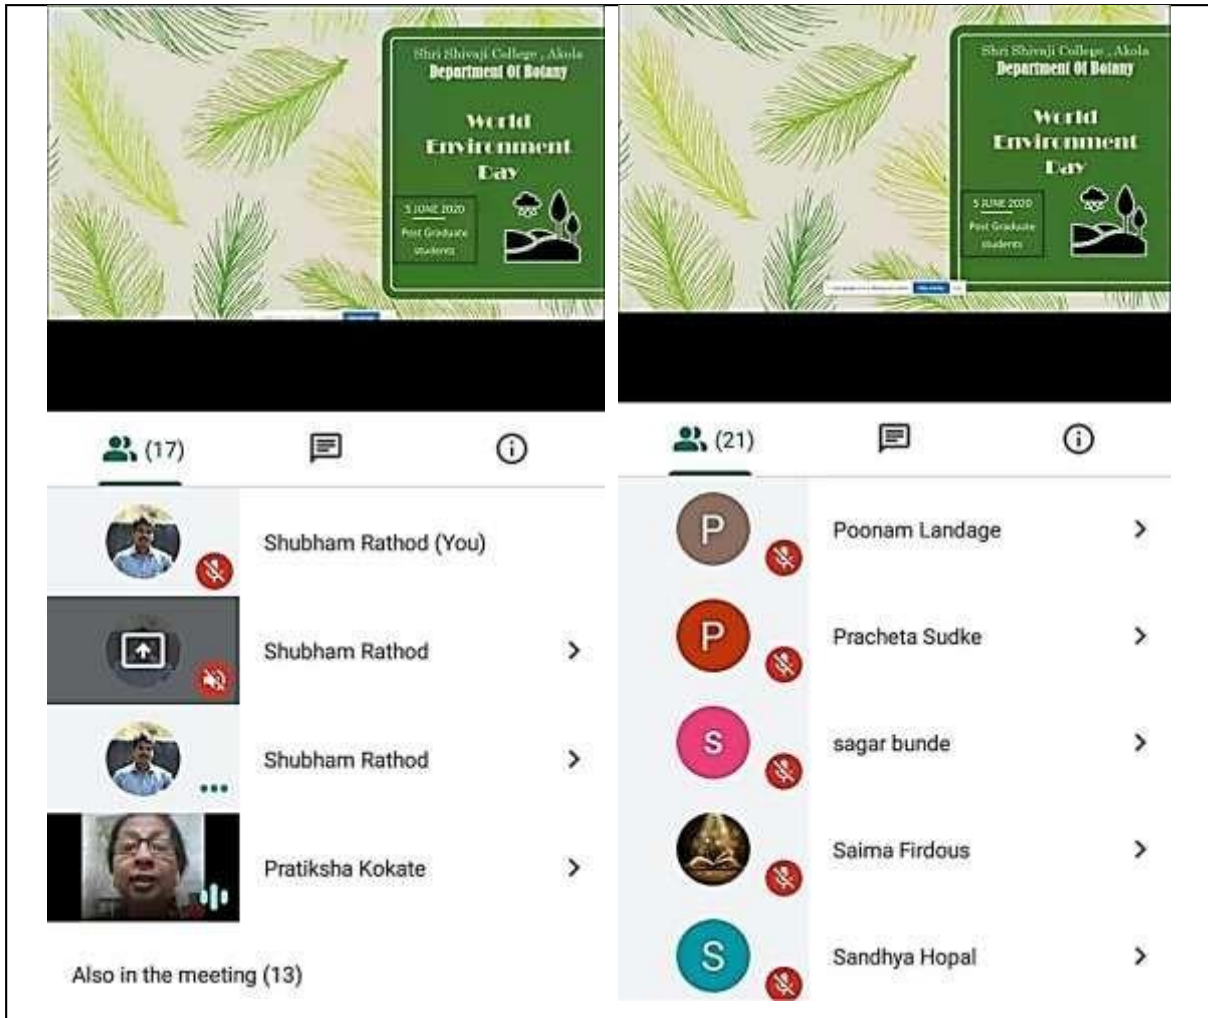 Shri Shivaji College , Akola
Department Of Botany
World
Environment
Day
5 JUNE 2020
Post Graduate
students
(17)
Shubham Rathod (You)
Shubham Rathod
Shubham Rathod
Pratiksha Kokate
Also in the meeting (13)
Shri Shivaji College , Akola
Department Of Botany
World
Environment
Day
5 JUNE 2020
Post Graduate
students
(21)
P
Poonam Landage
P
Pracheta Sudke
s
sagar bunde
Saima Firdous
S
Sandhya Hopal